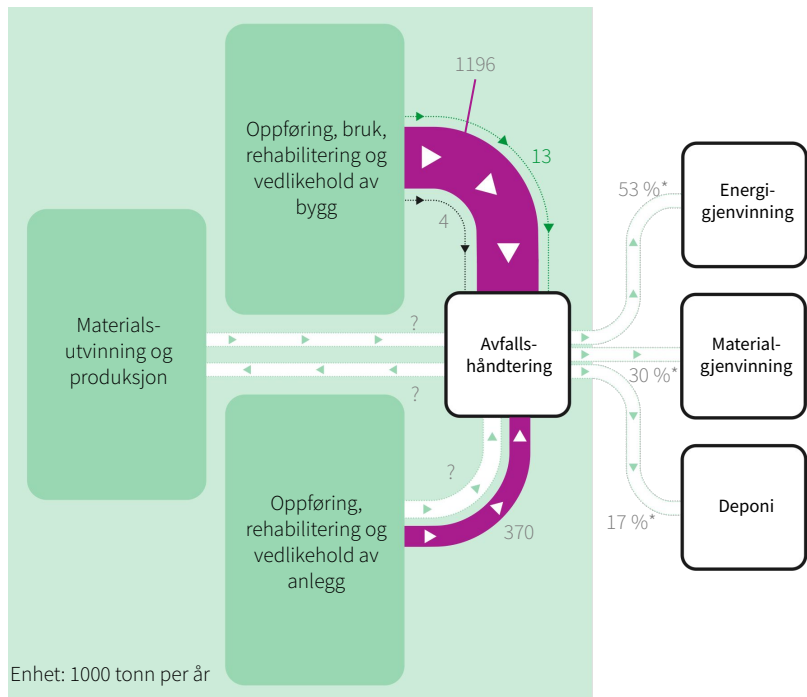 1196
Oppføring, bruk,
rehabilitering og
vedlikehold av
bygg
13
4
53 %*
Energi-
gjenvinning
Materials-
utvinning og
produksjon
?
?
Avfalls-
håndtering
Material-
gjenvinning
30 %*
?
Oppføring,
rehabilitering og
vedlikehold av
anlegg
370
17 %*
Deponi
Enhet: 1000 tonn per år